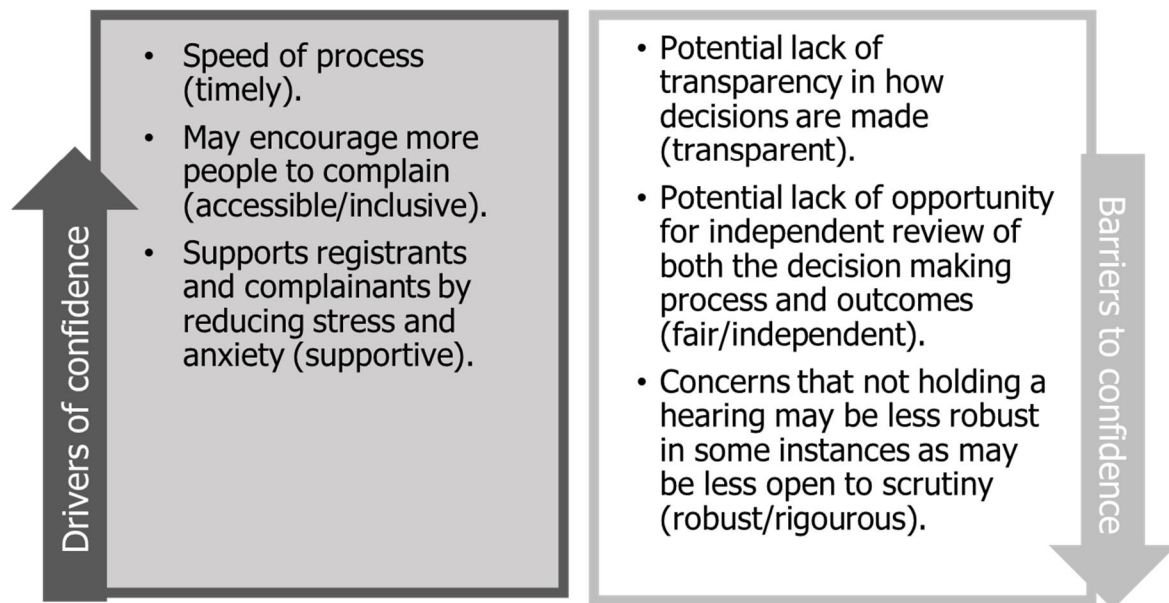 Drivers of confidence
• Speed of process
(timely).
• May encourage more
people to complain
(accessible/inclusive).
• Supports registrants
and complainants by
reducing stress and
anxiety (supportive).
• Potential lack of
transparency in how
decisions are made
(transparent).
• Potential lack of opportunity
for independent review of
both the decision making
process and outcomes
(fair/independent).
• Concerns that not holding a
hearing may be less robust
in some instances as may
be less open to scrutiny
(robust/rigourous).
Barriers to confidence